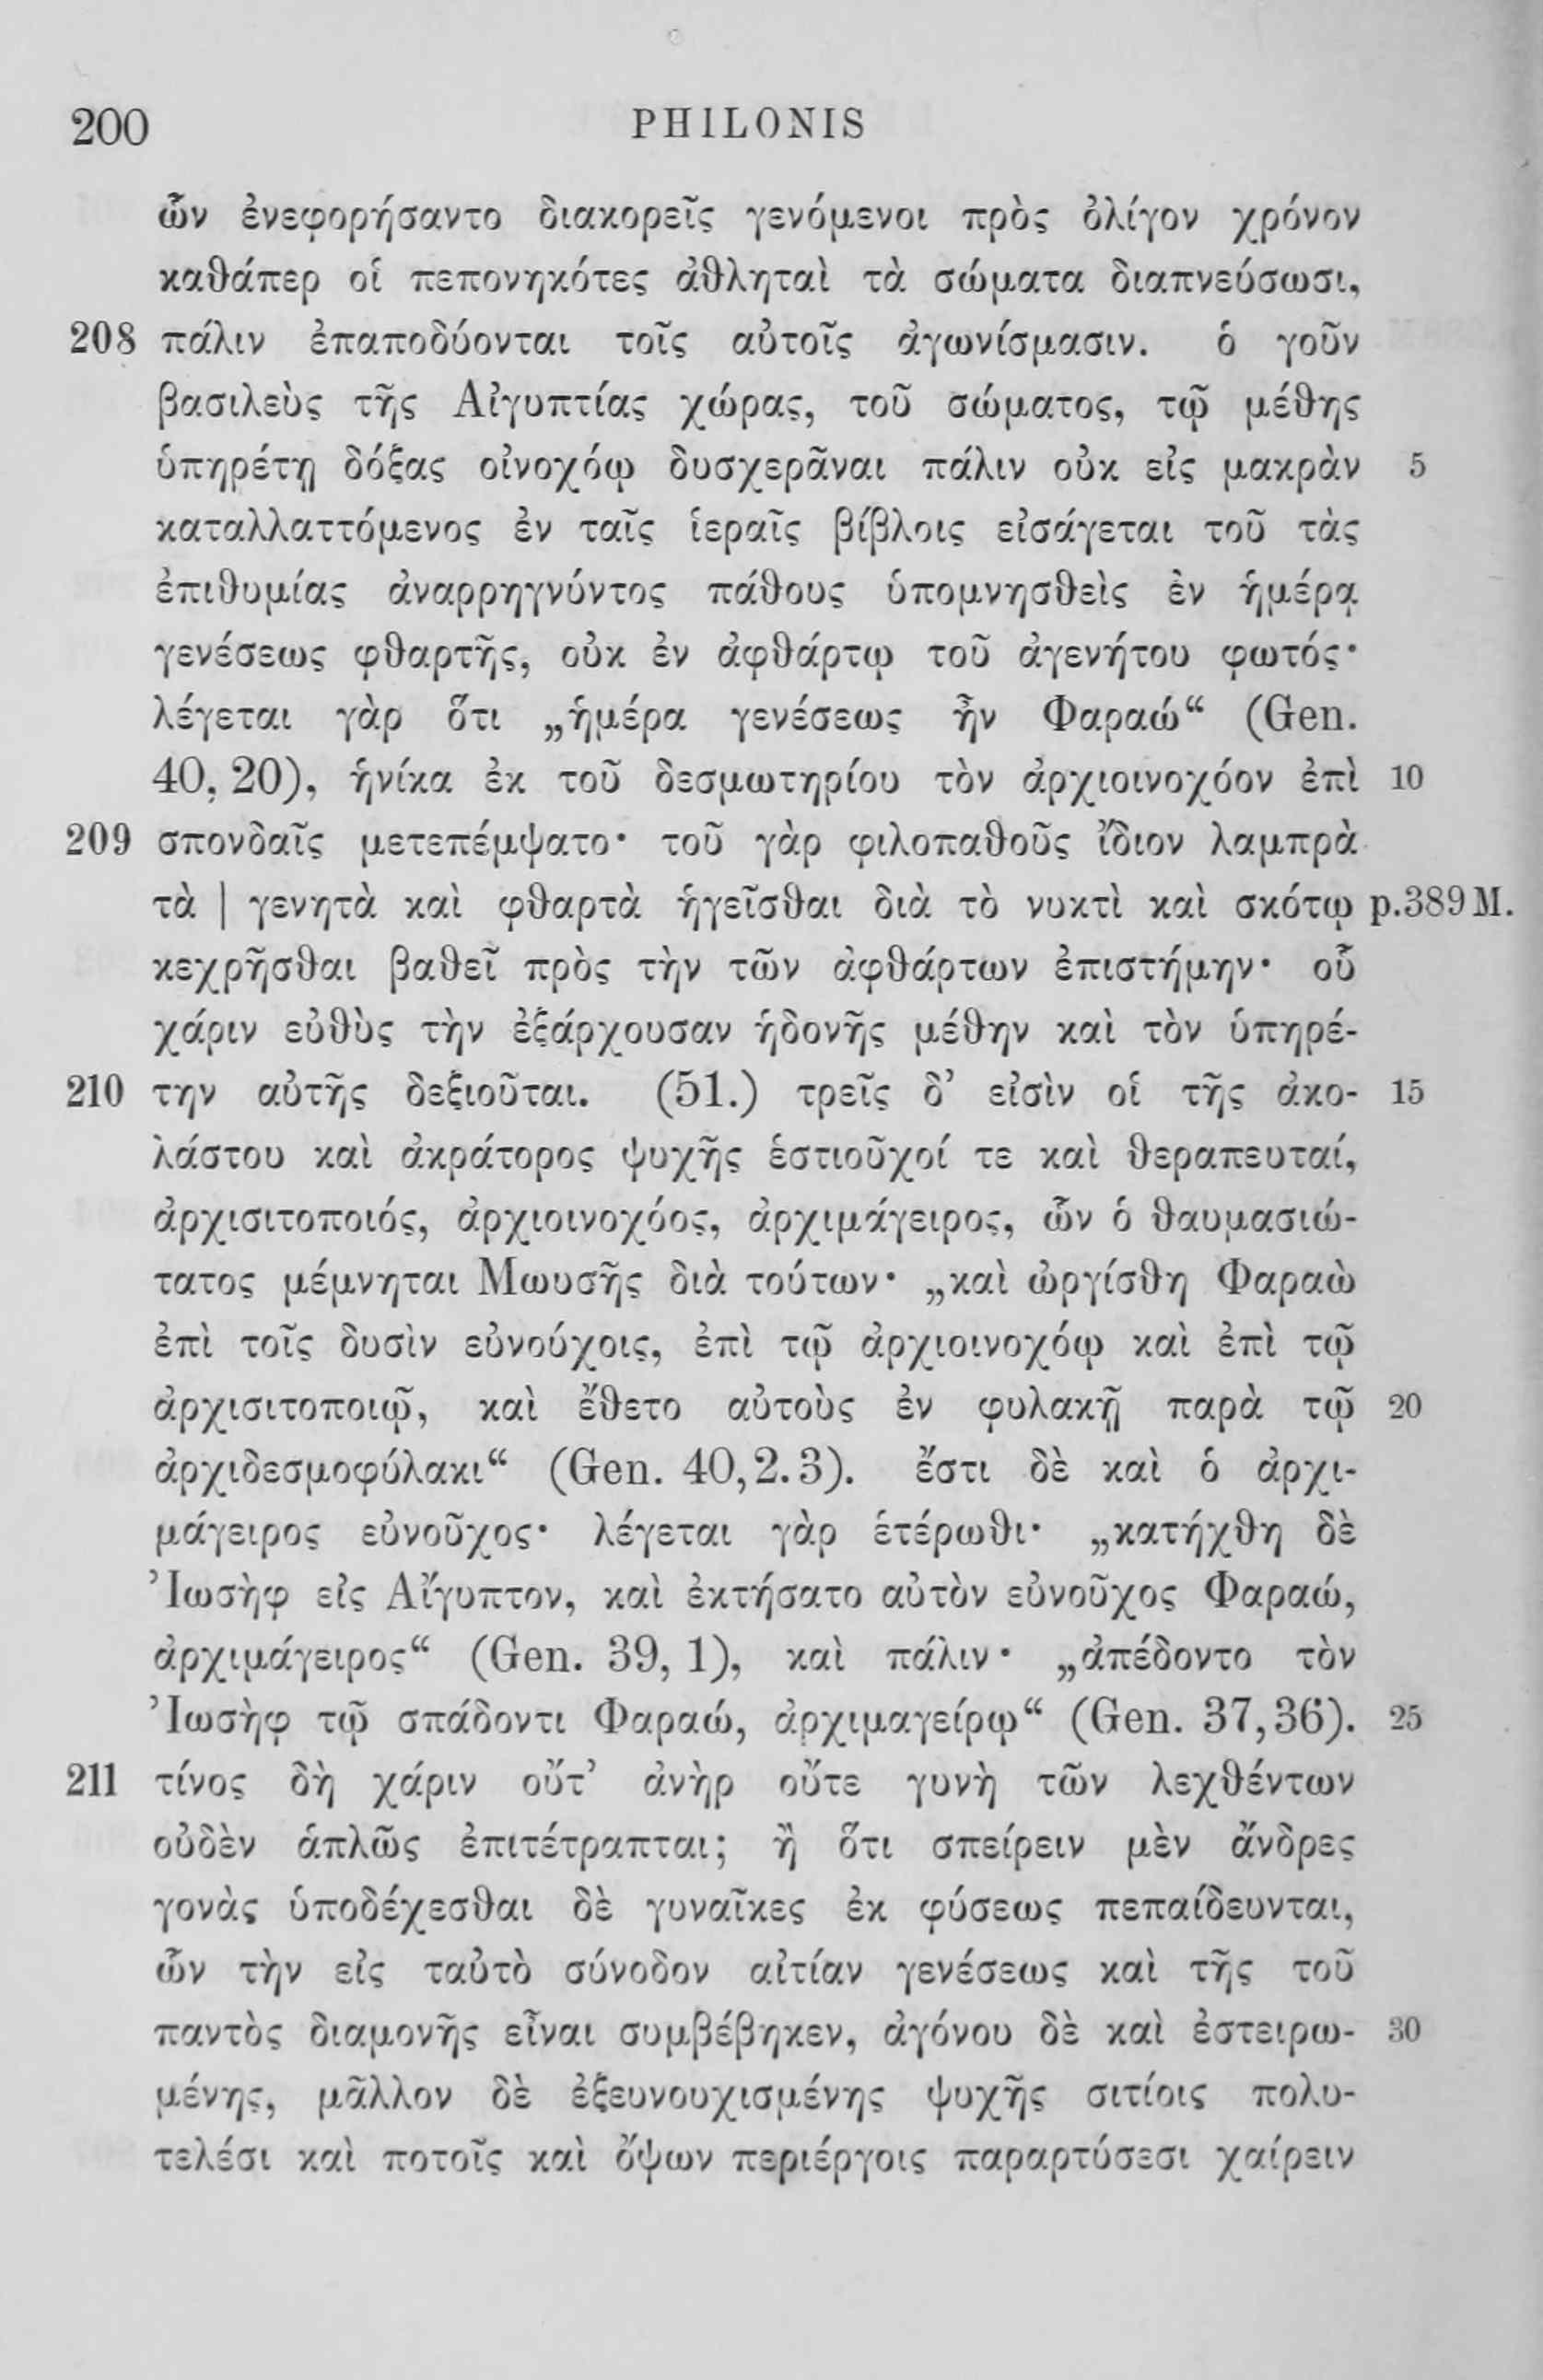 200 PHILONIS
ὧν ἐνεφορήσαντο διακορεῖς γενόμενοι πρὸς ὀλίγον χρόνον
καθάπερ οἱ πεπονηκότες ἀθληταὶ τὰ σώματα διαπνεύσωσι,
208 πάλιν ἐπαποδύονται τοῖς αὐτοῖς ἀγωνίσμασιν. ὁ γοῦν
βασιλεὺς τῆς Αἰγυπτίας χώρας, τοῦ σώματος, τῷ μέθης
ὑπηρέτῃ δόξας οἰνοχόῳ δυσχερᾶναι πάλιν οὐκ εἰς μακρὰν 5
καταλλαττόμενος ἐν ταῖς ἱεραῖς βίβλοις εἰσάγεται τοῦ τὰς
ἐπιθυμίας ἀναρρηγνύντος πάθους ὑπομνησθεὶς ἐν ἡμέρᾳ
γενέσεως φθαρτῆς, οὐκ ἐν ἀφθάρτῳ τοῦ ἀγενήτου φωτός·
λέγεται γὰρ ὅτι „ἡμέρα γενέσεως ἦν Φαραώ“ (Gen.
40, 20), ἡνίκα ἐκ τοῦ δεσμωτηρίου τὸν ἀρχιοινοχόον ἐπὶ 10
209 σπονδαῖς μετεπέμψατο· τοῦ γὰρ φιλοπαθοῦς ἴδιον λαμπρὰ
τὰ | γενητὰ καὶ φθαρτὰ ἡγεῖσθαι διὰ τὸ νυκτὶ καὶ σκότῳ p.389 M.
κεχρῆσθαι βαθεῖ πρὸς τὴν τῶν ἀφθάρτων ἐπιστήμην· οὗ
χάριν εὐθὺς τὴν ἐξάρχουσαν ἡδονῆς μέθην καὶ τὸν ὑπηρέ-
210 την αὐτῆς δεξιοῦται. (51.) τρεῖς δ’ εἰσὶν οἱ τῆς ἀκο- 15
λάστου καὶ ἀκράτορος ψυχῆς ἑστιοῦχοί τε καὶ θεραπευταί,
ἀρχισιτοποιός, ἀρχιοινοχόος, ἀρχιμάγειρος, ὧν ὁ θαυμασιώ-
τατος μέμνηται Μωυσῆς διὰ τούτων· „καὶ ὠργίσθη Φαραὼ
ἐπὶ τοῖς δυσὶν εὐνούχοις, ἐπὶ τῷ ἀρχιοινοχόῳ καὶ ἐπὶ τῷ
ἀρχισιτοποιῷ, καὶ ἔθετο αὐτοὺς ἐν φυλακῇ παρὰ τῷ 20
ἀρχιδεσμοφύλακι“ (Gen. 40,2.3). ἔστι δὲ καὶ ὁ ἀρχι-
μάγειρος εὐνοῦχος· λέγεται γὰρ ἑτέρωθι· „κατήχθη δὲ
Ἰωσὴφ εἰς Αἴγυπτον, καὶ ἐκτήσατο αὐτὸν εὐνοῦχος Φαραώ,
ἀρχιμάγειρος“ (Gen. 39, 1), καὶ πάλιν· „ἀπέδοντο τὸν
Ἰωσὴφ τῷ σπάδοντι Φαραώ, ἀρχιμαγείρῳ“ (Gen. 37,36). 25
211 τίνος δὴ χάριν οὔτ’ ἀνὴρ οὔτε γυνὴ τῶν λεχθέντων
οὐδὲν ἁπλῶς ἐπιτέτραπται; ἢ ὅτι σπείρειν μὲν ἄνδρες
γονὰς ὑποδέχεσθαι δὲ γυναῖκες ἐκ φύσεως πεπαίδευνται,
ὧν τὴν εἰς ταὐτὸ σύνοδον αἰτίαν γενέσεως καὶ τῆς τοῦ
παντὸς διαμονῆς εἶναι συμβέβηκεν, ἀγόνου δὲ καὶ ἐστειρω- 30
μένης, μᾶλλον δὲ ἐξευνουχισμένης ψυχῆς σιτίοις πολυ-
τελέσι καὶ ποτοῖς καὶ ὄψων περιέργοις παραρτύσεσι χαίρειν